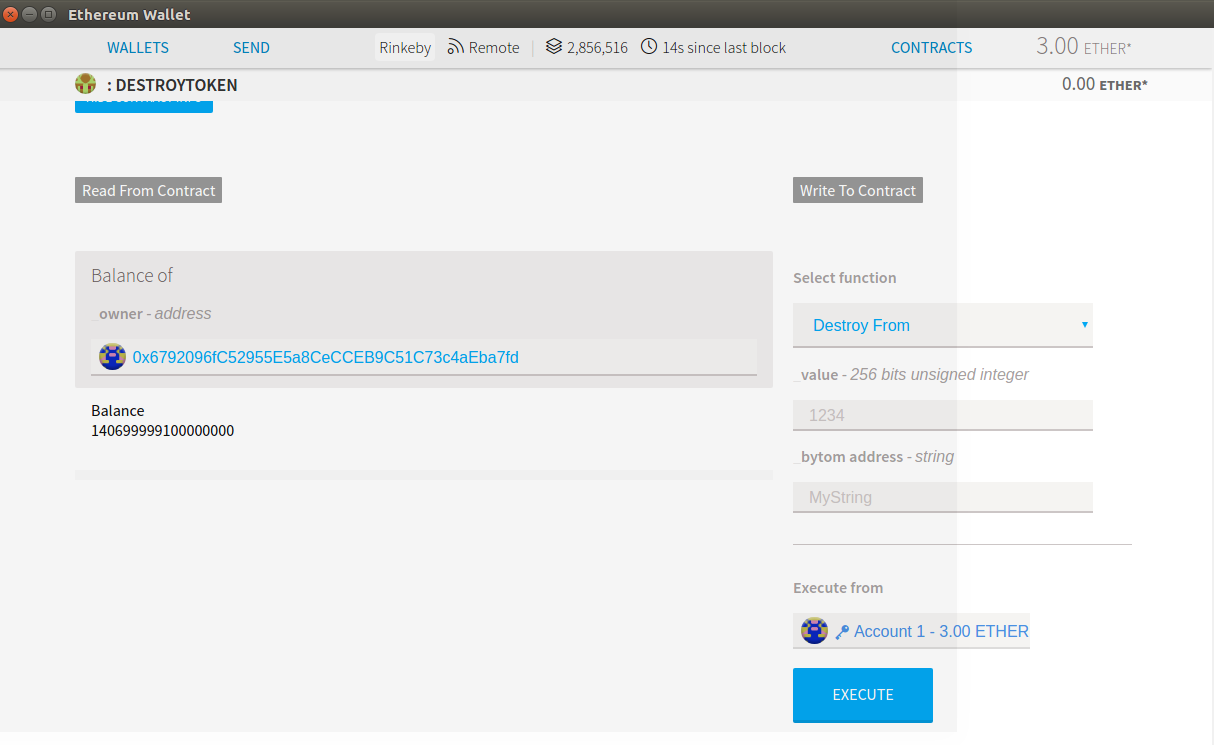 Ethereum Wallet
WALLETS SEND Rinkeby Remote 2,856,516 14s since last block CONTRACTS 3.00 ETHER*
: DESTROYTOKEN 0.00 ETHER*
Read From Contract
Write To Contract
Balance of
_owner - address
0x6792096fC52955E5a8CeCCEB9C51C73c4aEba7fd
Balance
140699999100000000
Select function
Destroy From
_value - 256 bits unsigned integer
1234
_bytom address - string
MyString
Execute from
Account 1 - 3.00 ETHER
EXECUTE